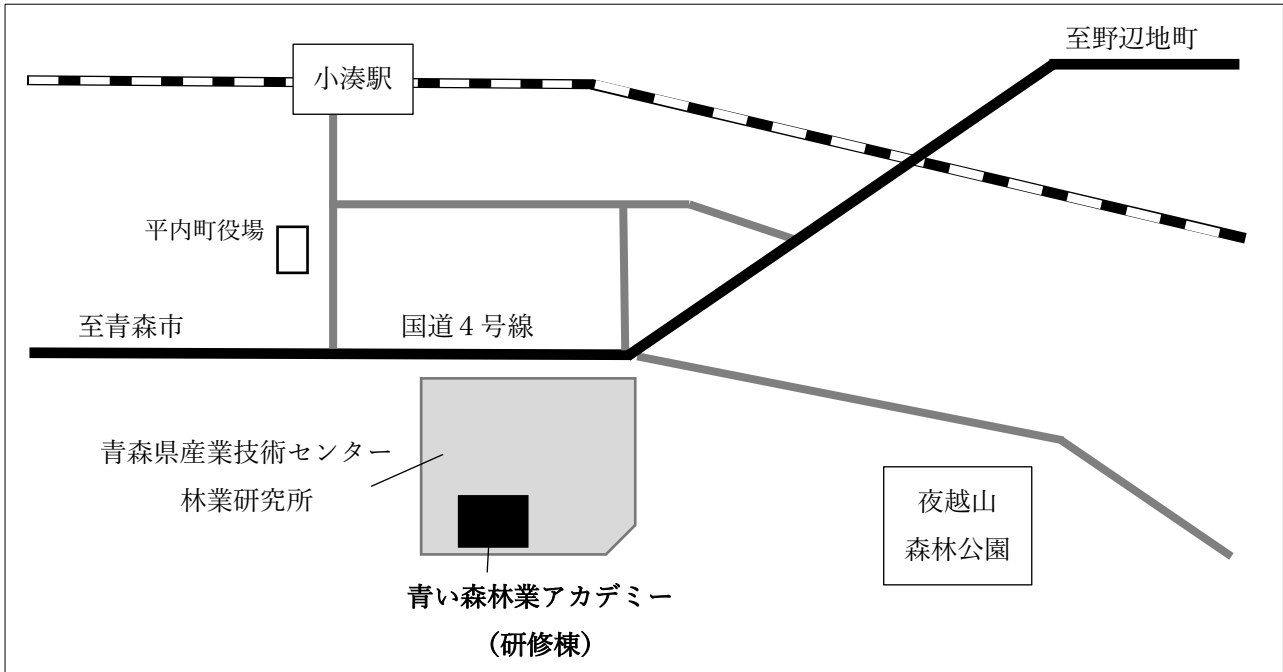 至野辺地町
小湊駅
平内町役場
至青森市
国道４号線
青森県産業技術センター
林業研究所
夜越山
森林公園
青い森林業アカデミー
（研修棟）